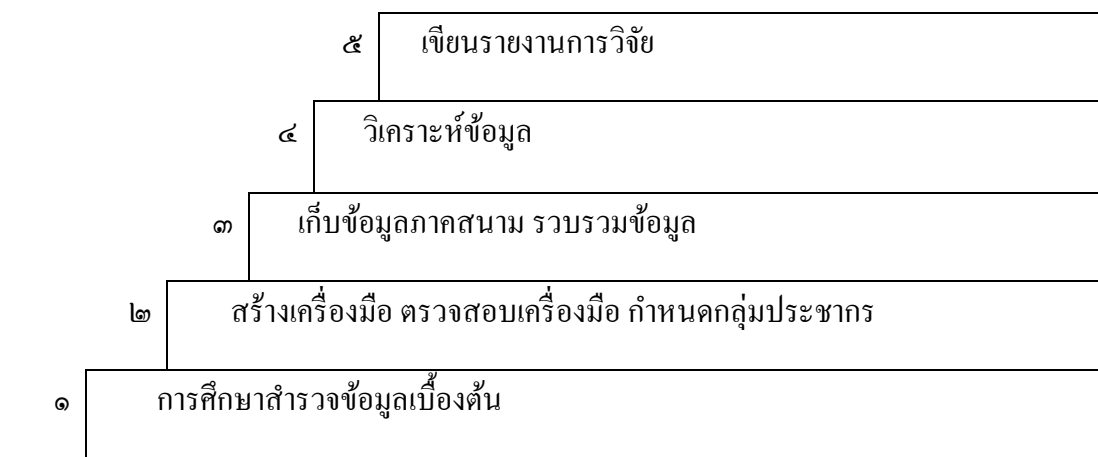 ๕ เขียนรายงานการวิจัย
๔ วิเคราะห์ข้อมูล
๓ เก็บข้อมูลภาคสนาม รวบรวมข้อมูล
๒ สร้างเครื่องมือ ตรวจสอบเครื่องมือ กำหนดกลุ่มประชากร
๑ การศึกษาสำรวจข้อมูลเบื้องต้น